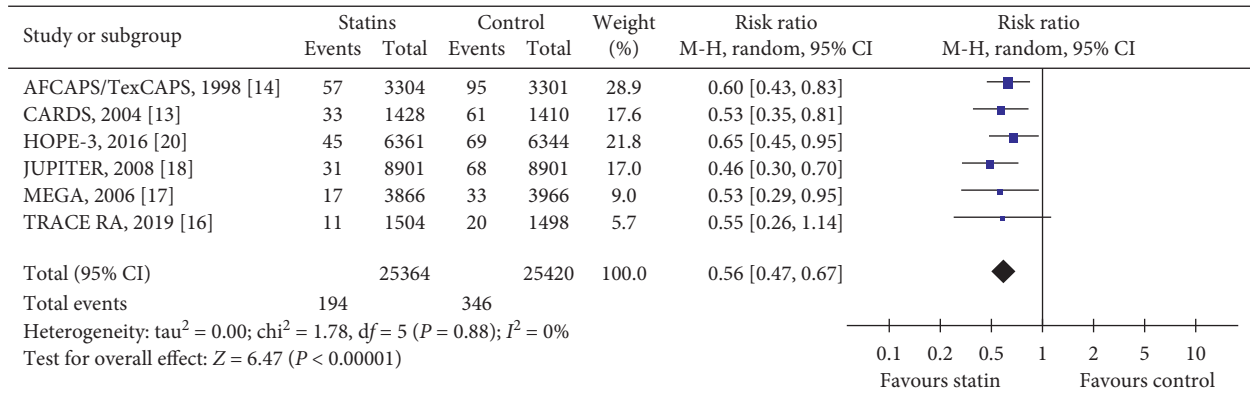 Study or subgroup Statins Control Weight Risk ratio Risk ratio
Events Total Events Total (%) M-H, random, 95% CI M-H, random, 95% CI
AFCAPS/TexCAPS, 1998 [14] 57 3304 95 3301 28.9 0.60 [0.43, 0.83]
CARDS, 2004 [13] 33 1428 61 1410 17.6 0.53 [0.35, 0.81]
HOPE-3, 2016 [20] 45 6361 69 6344 21.8 0.65 [0.45, 0.95]
JUPITER, 2008 [18] 31 8901 68 8901 17.0 0.46 [0.30, 0.70]
MEGA, 2006 [17] 17 3866 33 3966 9.0 0.53 [0.29, 0.95]
TRACE RA, 2019 [16] 11 1504 20 1498 5.7 0.55 [0.26, 1.14]
Total (95% CI) 25364 25420 100.0 0.56 [0.47, 0.67]
Total events 194 346
Heterogeneity: tau² = 0.00; chi² = 1.78, df = 5 (P = 0.88); I² = 0%
Test for overall effect: Z = 6.47 (P < 0.00001)
0.1 0.2 0.5 1 2 5 10
Favours statin Favours control